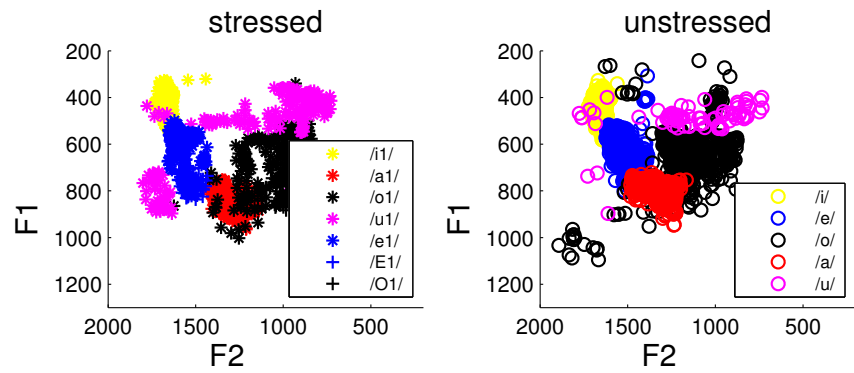 stressed
200
400
600
800
1000
1200
2000
1500
1000
500
F1
F2
/i1/
/a1/
/o1/
/u1/
/e1/
/E1/
/O1/
unstressed
200
400
600
800
1000
1200
2000
1500
1000
500
F1
F2
/i/
/e/
/o/
/a/
/u/